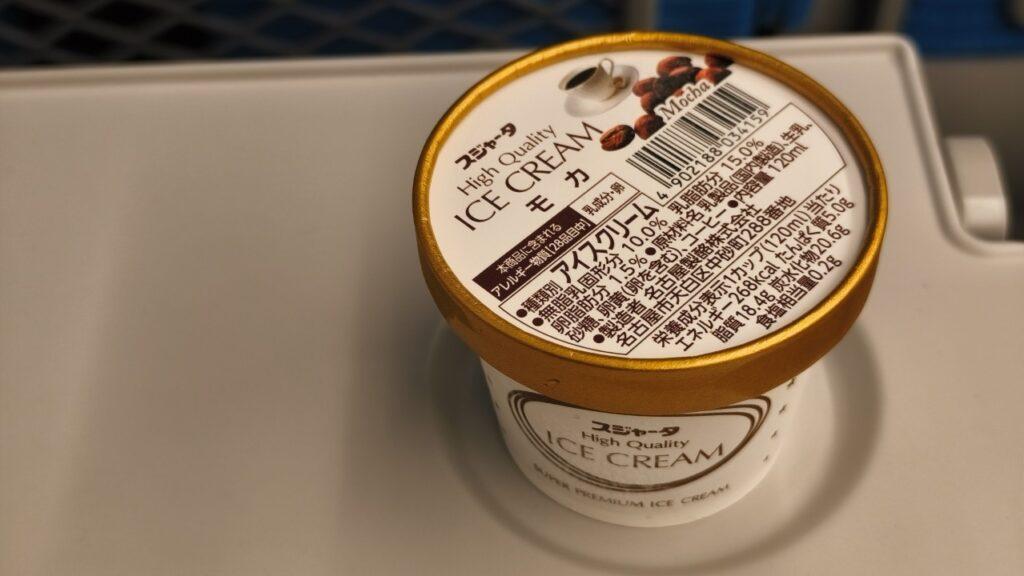 スジャータ
High Quality
ICE CREAM
モカ
Mocha
4 902188 034159
本商品に含まれる
アレルギー物質(28品目中)
乳成分・卵
●種類別 アイスクリーム
●無脂乳固形分 10.0% 乳脂肪分 15.0%
卵脂肪分 1.5% ●原材料名 乳製品(国内製造)、生乳、
砂糖、卵黄(卵を含む)、コーヒー ●内容量 120ml
●製造者 名古屋製酪株式会社
名古屋市天白区中砂町288番地
栄養成分表示1カップ(120ml)当たり
エネルギー268kcal たんぱく質5.0g
脂質18.4g 炭水化物20.6g
食塩相当量0.2g
スジャータ
High Quality
ICE CREAM
SUPER PREMIUM ICE CREAM